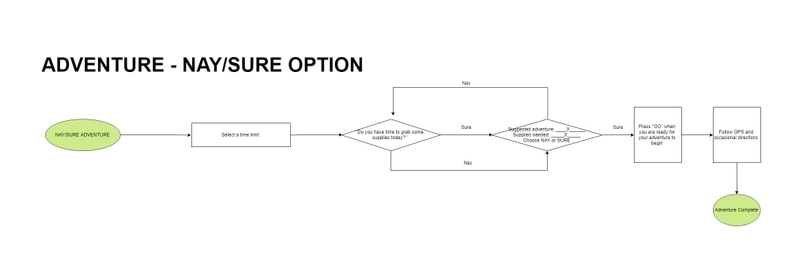 ADVENTURE - NAY/SURE OPTION
Nay
NAY/SURE ADVENTURE
Select a time limit
Do you have time to grab some
supplies today?"
Sure
Suggested adventure: ____X_____
Supplies needed: _____X_____
Choose NAY or SURE
Sure
Press "GO" when
you are ready for
your adventure to
begin
Follow GPS and
occasional directions
Nay
Adventure Complete